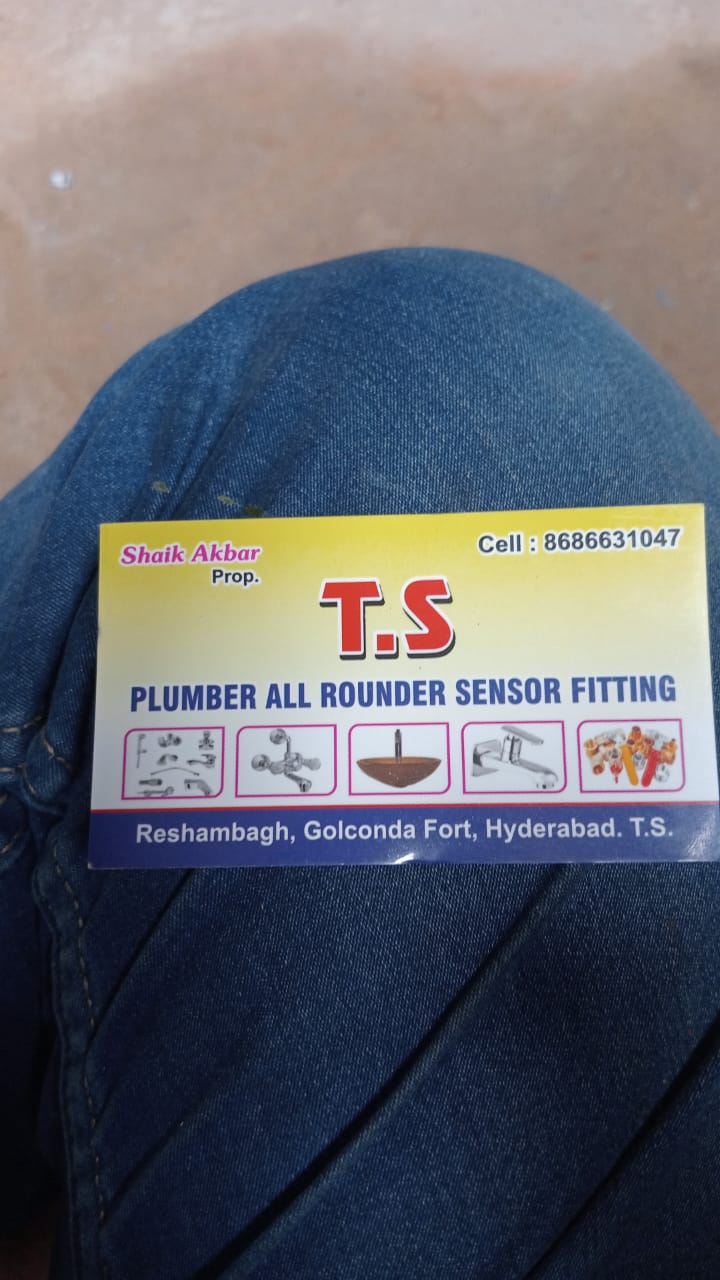 Shaik Akbar
Prop.
Cell : 8686631047
T.S
PLUMBER ALL ROUNDER SENSOR FITTING
Reshambagh, Golconda Fort, Hyderabad. T.S.